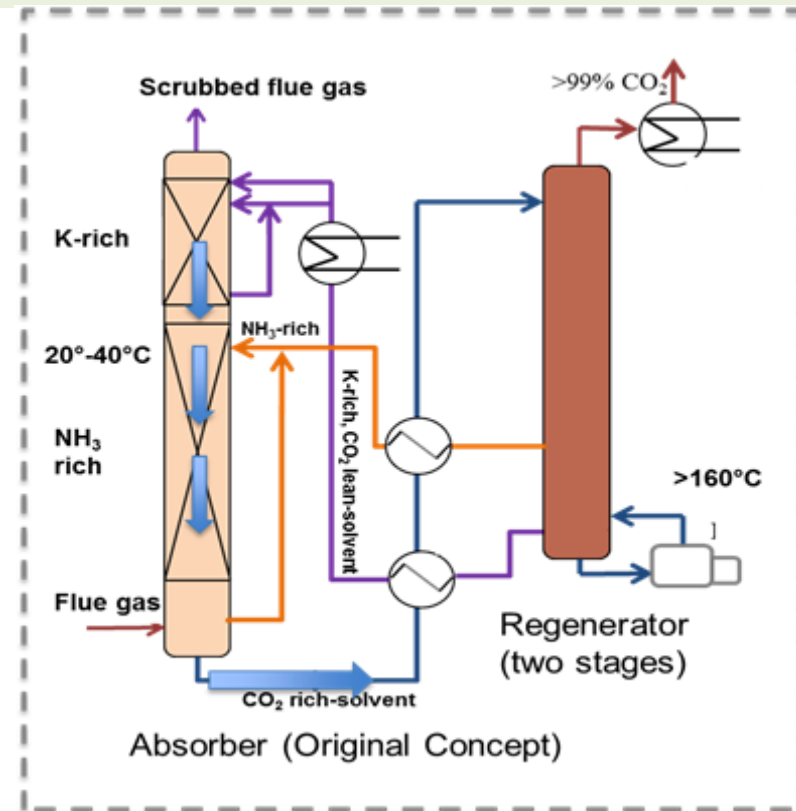 Scrubbed flue gas
>99% CO₂
K-rich
20°-40°C
NH₃-rich
NH₃
rich
K-rich, CO₂ lean-solvent
>160°C
]
Flue gas
CO₂ rich-solvent
Regenerator
(two stages)
Absorber (Original Concept)